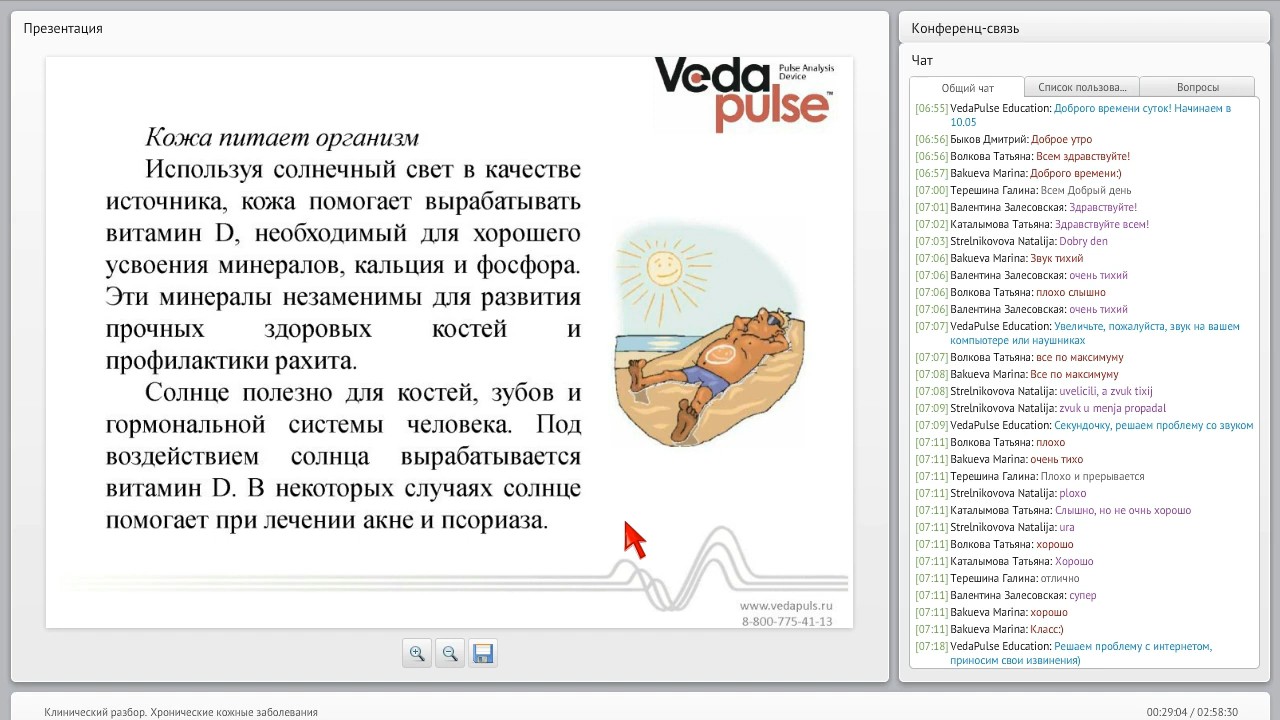 Презентация
Veda
pulse™
Pulse Analysis
Device
Кожа питает организм
Используя солнечный свет в качестве
источника, кожа помогает вырабатывать
витамин D, необходимый для хорошего
усвоения минералов, кальция и фосфора.
Эти минералы незаменимы для развития
прочных здоровых костей и
профилактики рахита.
Солнце полезно для костей, зубов и
гормональной системы человека. Под
воздействием солнца вырабатывается
витамин D. В некоторых случаях солнце
помогает при лечении акне и псориаза.
www.vedapuls.ru
8-800-775-41-13
Конференц-связь
Чат
Общий чат
Список пользова...
Вопросы
[06:55] VedaPulse Education: Доброго времени суток! Начинаем в
10.05
[06:56] Быков Дмитрий: Доброе утро
[06:56] Волкова Татьяна: Всем здравствуйте!
[06:57] Bakueva Marina: Доброго времени:)
[07:00] Терешина Галина: Всем Добрый день
[07:01] Валентина Залесовская: Здравствуйте!
[07:02] Каталымова Татьяна: Здравствуйте всем!
[07:03] Strelnikovova Natalija: Dobry den
[07:06] Bakueva Marina: Звук тихий
[07:06] Валентина Залесовская: очень тихий
[07:06] Волкова Татьяна: плохо слышно
[07:06] Валентина Залесовская: очень тихий
[07:07] VedaPulse Education: Увеличьте, пожалуйста, звук на вашем
компьютере или наушниках
[07:07] Волкова Татьяна: все по максимуму
[07:08] Bakueva Marina: Все по максимуму
[07:08] Strelnikovova Natalija: uvelicili, a zvuk tixij
[07:09] Strelnikovova Natalija: zvuk u menja propadal
[07:09] VedaPulse Education: Секундочку, решаем проблему со звуком
[07:11] Волкова Татьяна: плохо
[07:11] Bakueva Marina: очень тихо
[07:11] Терешина Галина: Плохо и прерывается
[07:11] Strelnikovova Natalija: ploxo
[07:11] Каталымова Татьяна: Слышно, но не очнь хорошо
[07:11] Strelnikovova Natalija: ura
[07:11] Волкова Татьяна: хорошо
[07:11] Каталымова Татьяна: Хорошо
[07:11] Терешина Галина: отлично
[07:11] Валентина Залесовская: супер
[07:11] Bakueva Marina: хорошо
[07:11] Bakueva Marina: Класс:)
[07:18] VedaPulse Education: Решаем проблему с интернетом,
приносим свои извинения)
Клинический разбор. Хронические кожные заболевания
00:29:04 / 02:58:30